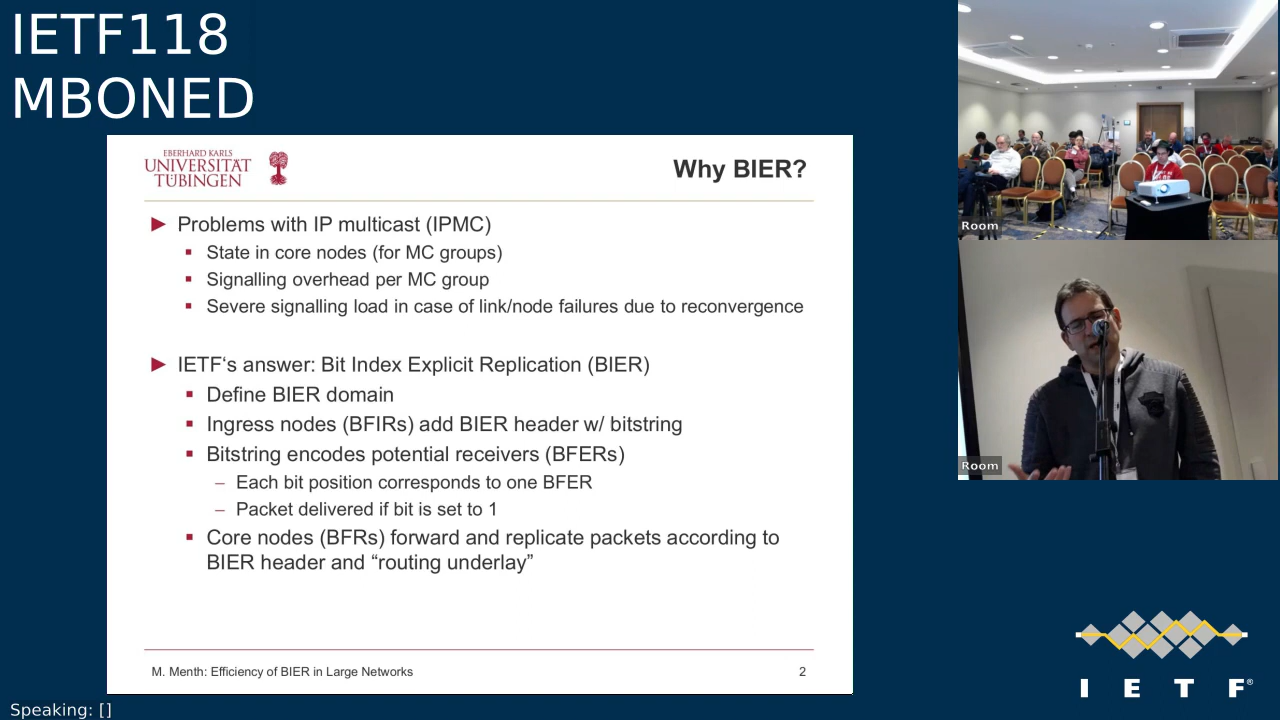 IETF118
MBONED
EBERHARD KARLS
UNIVERSITÄT
TÜBINGEN
Why BIER?
► Problems with IP multicast (IPMC)
▪ State in core nodes (for MC groups)
▪ Signalling overhead per MC group
▪ Severe signalling load in case of link/node failures due to reconvergence
► IETF‘s answer: Bit Index Explicit Replication (BIER)
▪ Define BIER domain
▪ Ingress nodes (BFIRs) add BIER header w/ bitstring
▪ Bitstring encodes potential receivers (BFERs)
– Each bit position corresponds to one BFER
– Packet delivered if bit is set to 1
▪ Core nodes (BFRs) forward and replicate packets according to
BIER header and “routing underlay”
M. Menth: Efficiency of BIER in Large Networks
2
Room
Room
I E T F®
Speaking: []